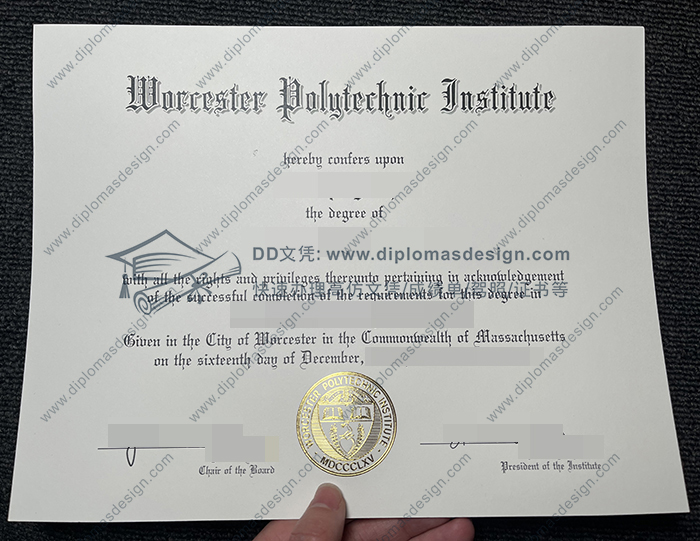 Worcester Polytechnic Institute
hereby confers upon
the degree of
DD文凭: www.diplomasdesign.com
with all the rights and privileges thereunto pertaining in acknowledgement
快速办理高仿文凭/成绩单/驾照/证书等
of the successful completion of the requirements for this degree in
Given in the City of Worcester in the Commonwealth of Massachusetts
on the sixteenth day of December,
WORCESTER POLYTECHNIC INSTITUTE
MDCCCLXV
Chair of the Board
President of the Institute
www.diplomasdesign.com